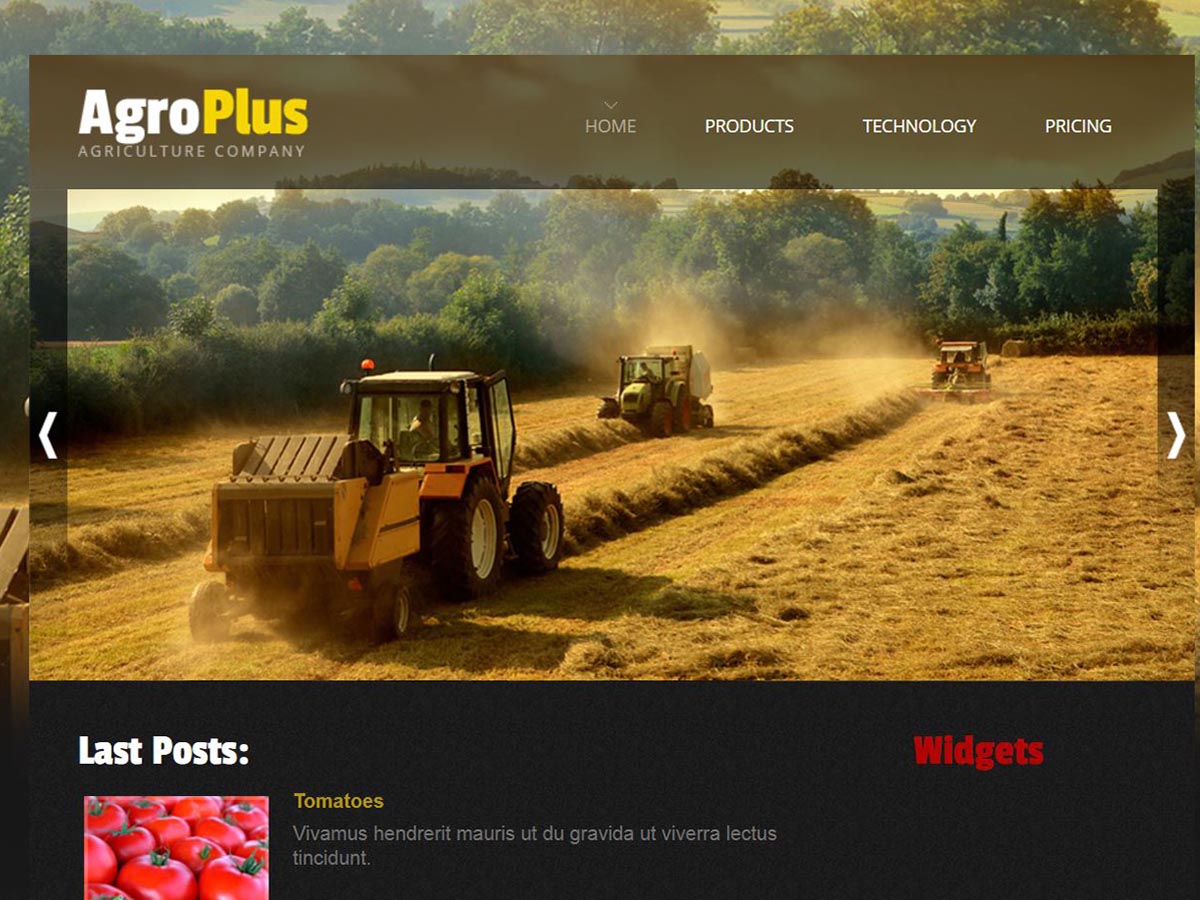 AgroPlus
AGRICULTURE COMPANY
HOME PRODUCTS TECHNOLOGY PRICING
Last Posts:
Widgets
Tomatoes
Vivamus hendrerit mauris ut du gravida ut viverra lectus
tincidunt.